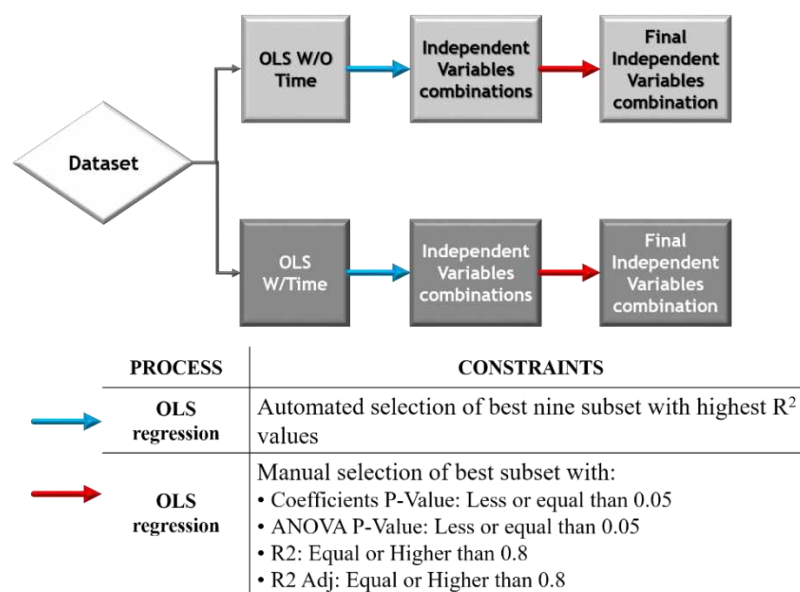 Dataset
OLS W/O
Time
Independent
Variables
combinations
Final
Independent
Variables
combination
OLS
W/Time
Independent
Variables
combinations
Final
Independent
Variables
combination
PROCESS
CONSTRAINTS
OLS
regression
Automated selection of best nine subset with highest R²
values
OLS
regression
Manual selection of best subset with:
• Coefficients P-Value: Less or equal than 0.05
• ANOVA P-Value: Less or equal than 0.05
• R2: Equal or Higher than 0.8
• R2 Adj: Equal or Higher than 0.8